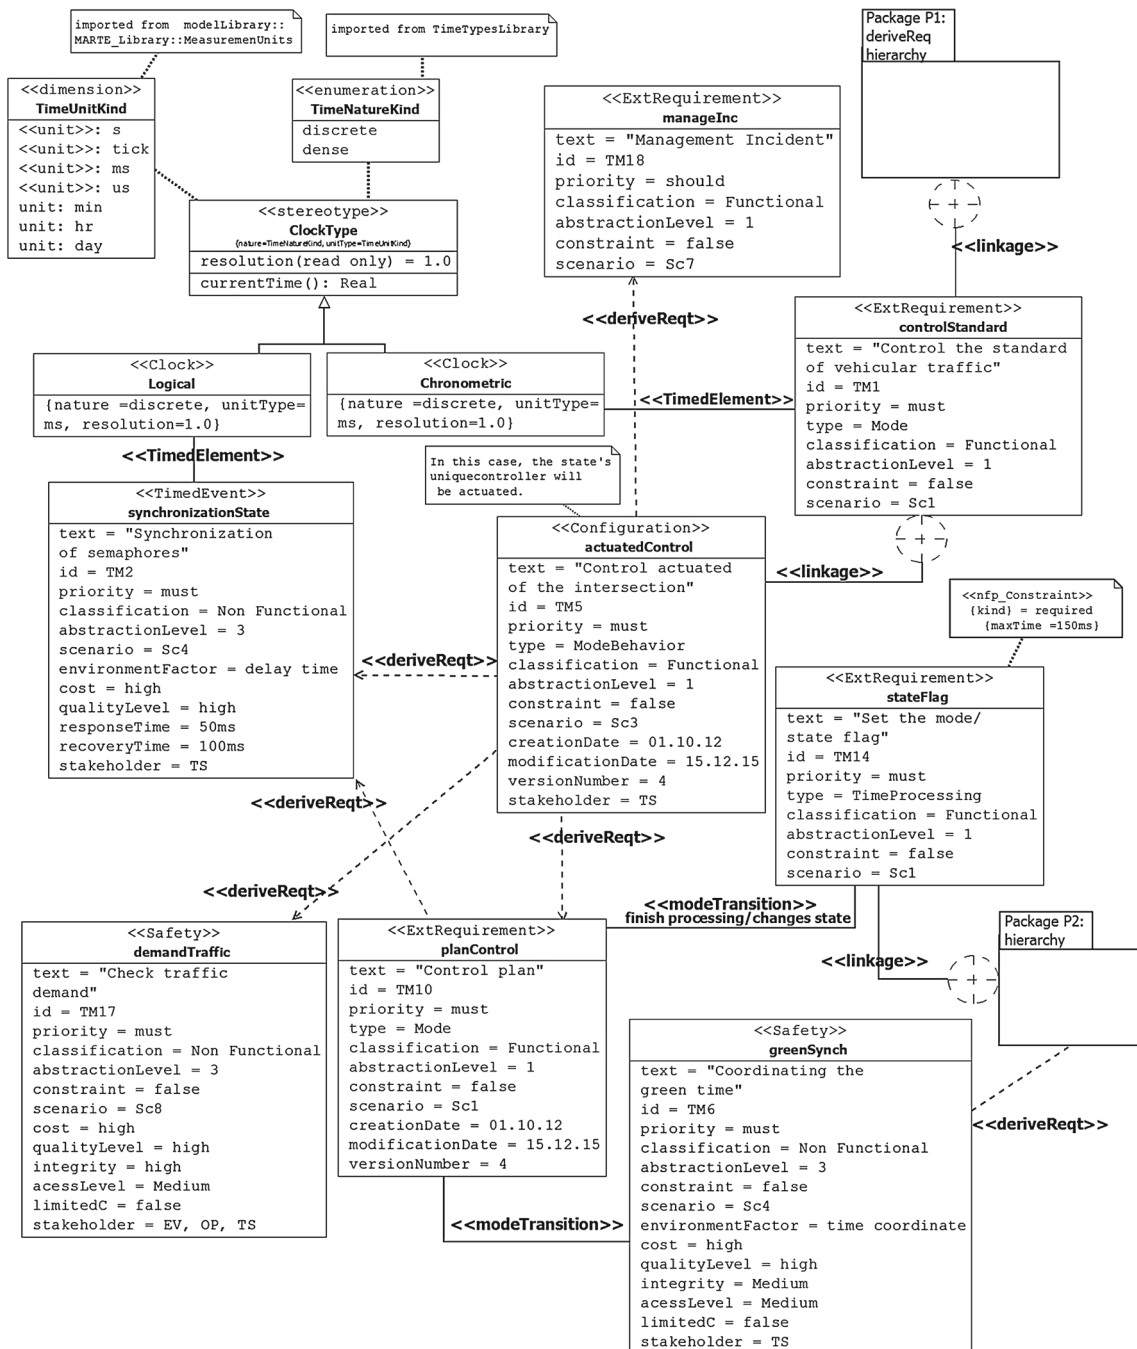 imported from  modelLibrary::
MARTE_Library::MeasuremenUnits
imported from TimeTypesLibrary
Package P1:
deriveReq
hierarchy
<<dimension>>
TimeUnitKind
<<unit>>: s
<<unit>>: tick
<<unit>>: ms
<<unit>>: us
unit: min
unit: hr
unit: day
<<enumeration>>
TimeNatureKind
discrete
dense
<<stereotype>>
ClockType
{nature=TimeNatureKind, unitType=TimeUnitKind}
resolution(read only) = 1.0
currentTime(): Real
<<ExtRequirement>>
manageInc
text = "Management Incident"
id = TM18
priority = should
classification = Functional
abstractionLevel = 1
constraint = false
scenario = Sc7
<<linkage>>
<<deriveReqt>>
<<ExtRequirement>>
controlStandard
text = "Control the standard
of vehicular traffic"
id = TM1
priority = must
type = Mode
classification = Functional
abstractionLevel = 1
constraint = false
scenario = Sc1
<<Clock>>
Logical
{nature =discrete, unitType=
ms, resolution=1.0}
<<Clock>>
Chronometric
{nature =discrete, unitType=
ms, resolution=1.0}
<<TimedElement>>
<<TimedElement>>
In this case, the state's
uniquecontroller will
be actuated.
<<TimedEvent>>
synchronizationState
text = "Synchronization
of semaphores"
id = TM2
priority = must
classification = Non Functional
abstractionLevel = 3
scenario = Sc4
environmentFactor = delay time
cost = high
qualityLevel = high
responseTime = 50ms
recoveryTime = 100ms
stakeholder = TS
<<Configuration>>
actuatedControl
text = "Control actuated
of the intersection"
id = TM5
priority = must
type = ModeBehavior
classification = Functional
abstractionLevel = 1
constraint = false
scenario = Sc3
creationDate = 01.10.12
modificationDate = 15.12.15
versionNumber = 4
stakeholder = TS
<<linkage>>
<<nfp_Constraint>>
{kind} = required
{maxTime =150ms}
<<deriveReqt>>
<<ExtRequirement>>
stateFlag
text = "Set the mode/
state flag"
id = TM14
priority = must
type = TimeProcessing
classification = Functional
abstractionLevel = 1
constraint = false
scenario = Sc1
<<deriveReqt>>
<<deriveReqt>>
<<deriveReqt>>
<<modeTransition>>
finish processing/changes state
Package P2:
hierarchy
<<linkage>>
<<Safety>>
demandTraffic
text = "Check traffic
demand"
id = TM17
priority = must
classification = Non Functional
abstractionLevel = 3
constraint = false
scenario = Sc8
cost = high
qualityLevel = high
integrity = high
acessLevel = Medium
limitedC = false
stakeholder = EV, OP, TS
<<ExtRequirement>>
planControl
text = "Control plan"
id = TM10
priority = must
type = Mode
classification = Functional
abstractionLevel = 1
constraint = false
scenario = Sc1
creationDate = 01.10.12
modificationDate = 15.12.15
versionNumber = 4
<<modeTransition>>
<<Safety>>
greenSynch
text = "Coordinating the
green time"
id = TM6
priority = must
classification = Non Functional
abstractionLevel = 3
constraint = false
scenario = Sc4
environmentFactor = time coordinate
cost = high
qualityLevel = high
integrity = Medium
acessLevel = Medium
limitedC = false
stakeholder = TS
<<deriveReqt>>